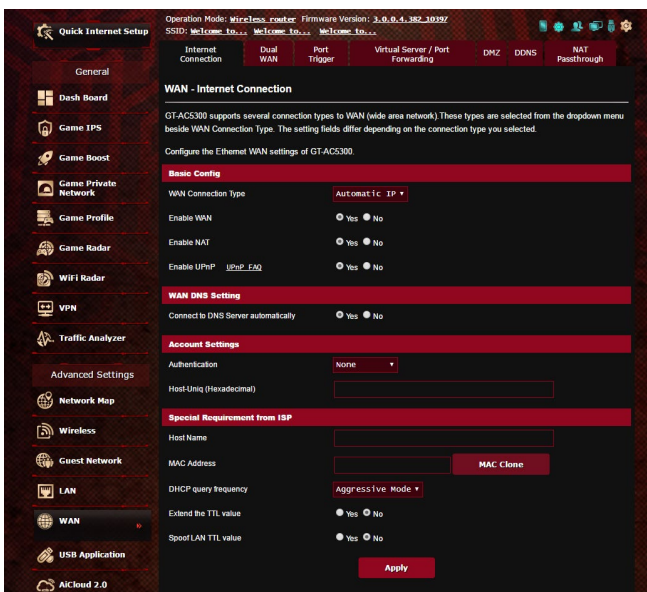 Quick Internet Setup
Operation Mode: Wireless router Firmware Version: 3.0.0.4.382_10397
SSID: Welcome to... Welcome to... Welcome to...
General
Dash Board
Game IPS
Game Boost
Game Private
Network
Game Profile
Game Radar
WiFi Radar
VPN
Traffic Analyzer
Advanced Settings
Network Map
Wireless
Guest Network
LAN
WAN
USB Application
AiCloud 2.0
Internet
Connection
Dual
WAN
Port
Trigger
Virtual Server / Port
Forwarding
DMZ
DDNS
NAT
Passthrough
WAN - Internet Connection
GT-AC5300 supports several connection types to WAN (wide area network).These types are selected from the dropdown menu
beside WAN Connection Type. The setting fields differ depending on the connection type you selected.
Configure the Ethernet WAN settings of GT-AC5300.
Basic Config
WAN Connection Type Automatic IP
Enable WAN Yes No
Enable NAT Yes No
Enable UPnP UPnP FAQ Yes No
WAN DNS Setting
Connect to DNS Server automatically Yes No
Account Settings
Authentication None
Host-Uniq (Hexadecimal)
Special Requirement from ISP
Host Name
MAC Address MAC Clone
DHCP query frequency Aggressive Mode
Extend the TTL value Yes No
Spoof LAN TTL value Yes No
Apply